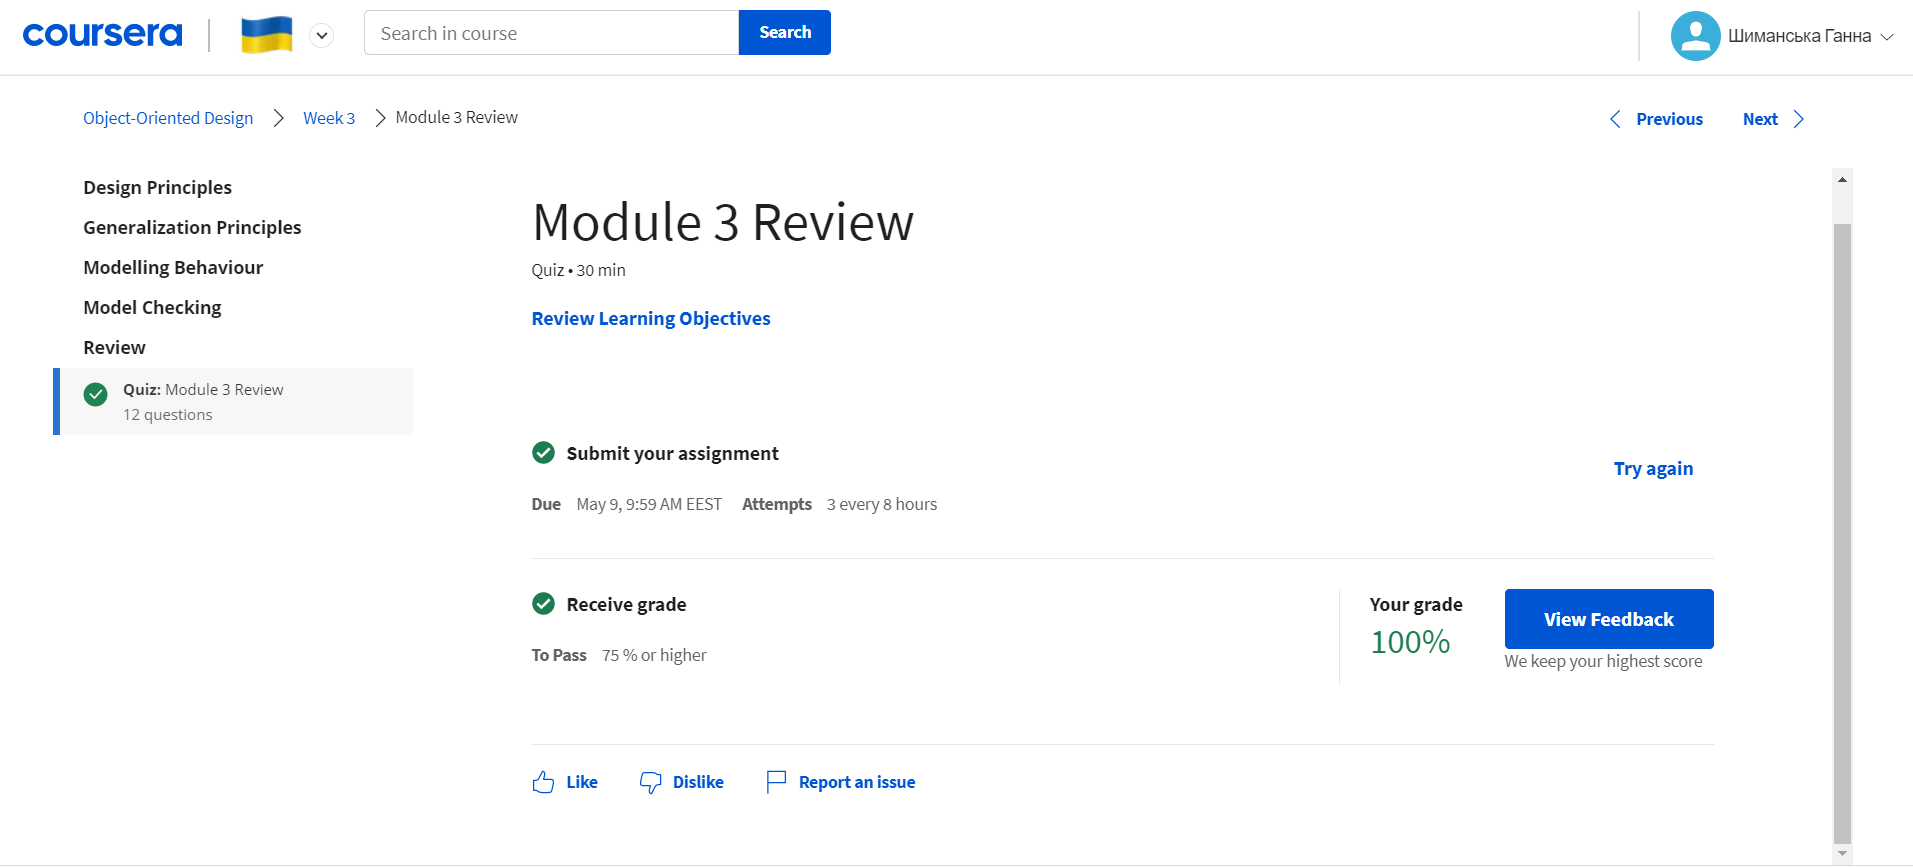 coursera
Search in course
Search
Шиманська Ганна
Object-Oriented Design
Week 3
Module 3 Review
Previous
Next
Design Principles
Generalization Principles
Modelling Behaviour
Model Checking
Review
Quiz: Module 3 Review
12 questions
Module 3 Review
Quiz • 30 min
Review Learning Objectives
Submit your assignment
Try again
Due May 9, 9:59 AM EEST Attempts 3 every 8 hours
Receive grade
To Pass 75 % or higher
Your grade
100%
View Feedback
We keep your highest score
Like
Dislike
Report an issue